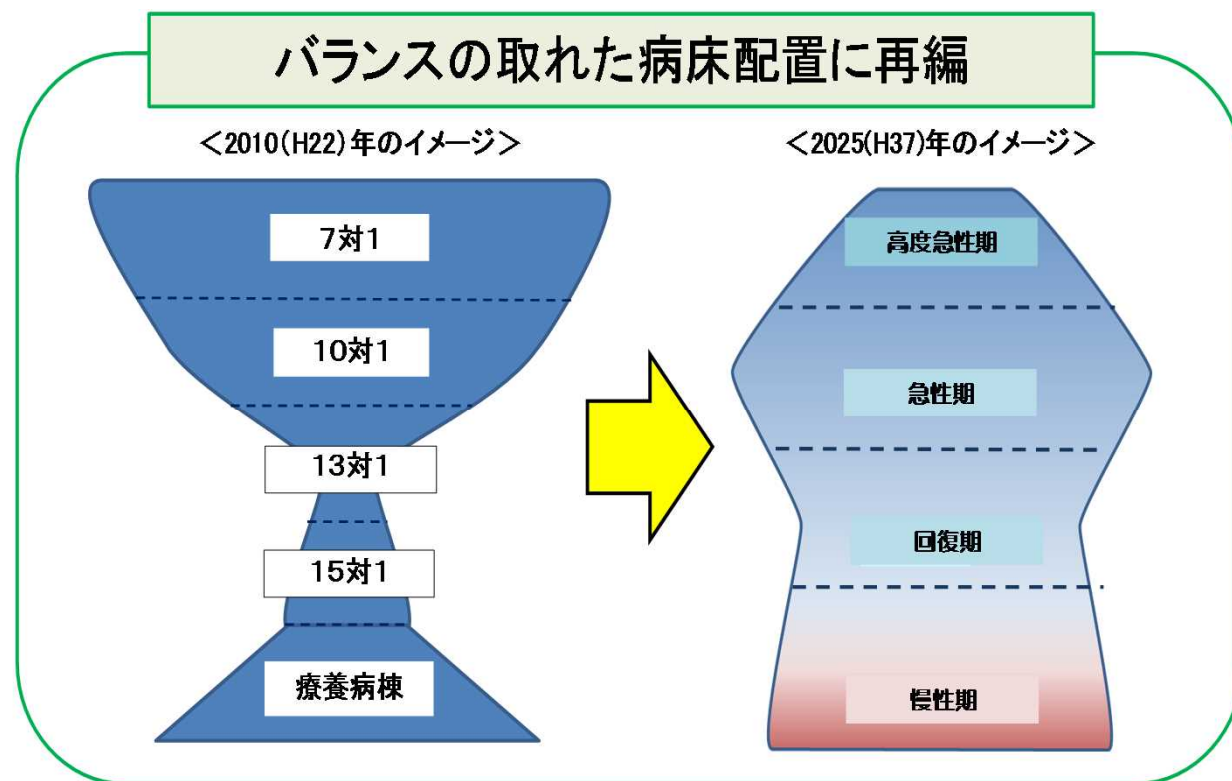 バランスの取れた病床配置に再編
＜2010(H22)年のイメージ＞
7対1
10対1
13対1
15対1
療養病棟
＜2025(H37)年のイメージ＞
高度急性期
急性期
回復期
慢性期